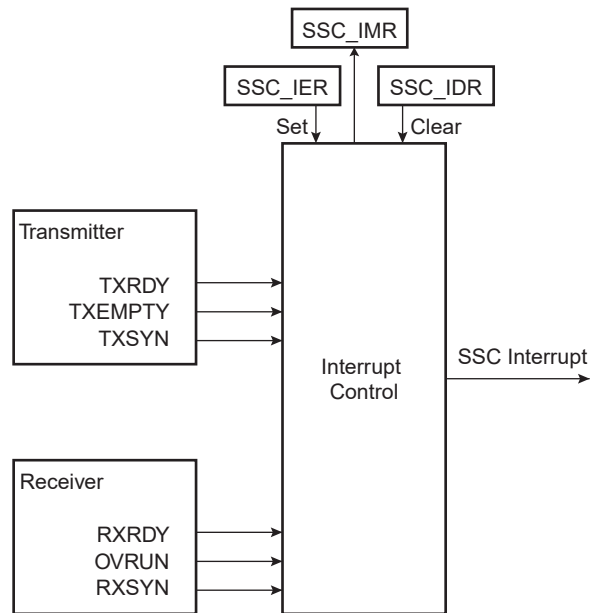 SSC_IMR
SSC_IER
SSC_IDR
Set
Clear
Transmitter
TXRDY
TXEMPTY
TXSYN
Interrupt
Control
SSC Interrupt
Receiver
RXRDY
OVRUN
RXSYN